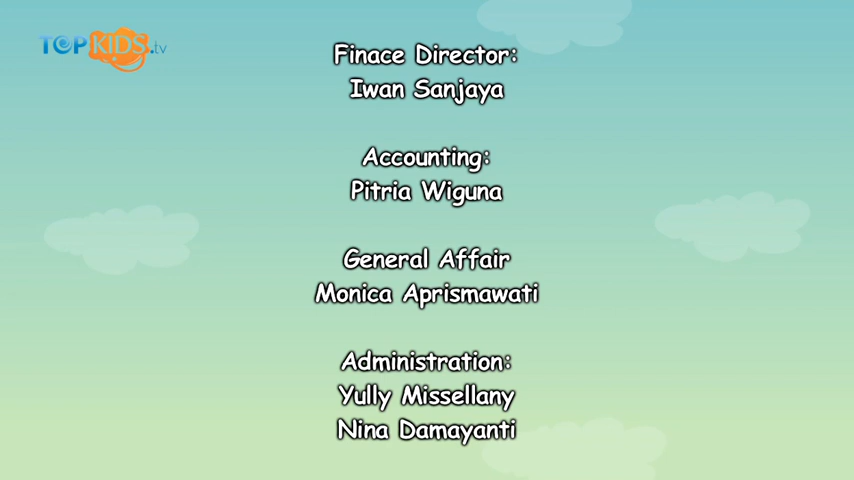 TOPKIDS.tv
Finace Director:
Iwan Sanjaya
Accounting:
Pitria Wiguna
General Affair
Monica Aprismawati
Administration:
Yully Missellany
Nina Damayanti